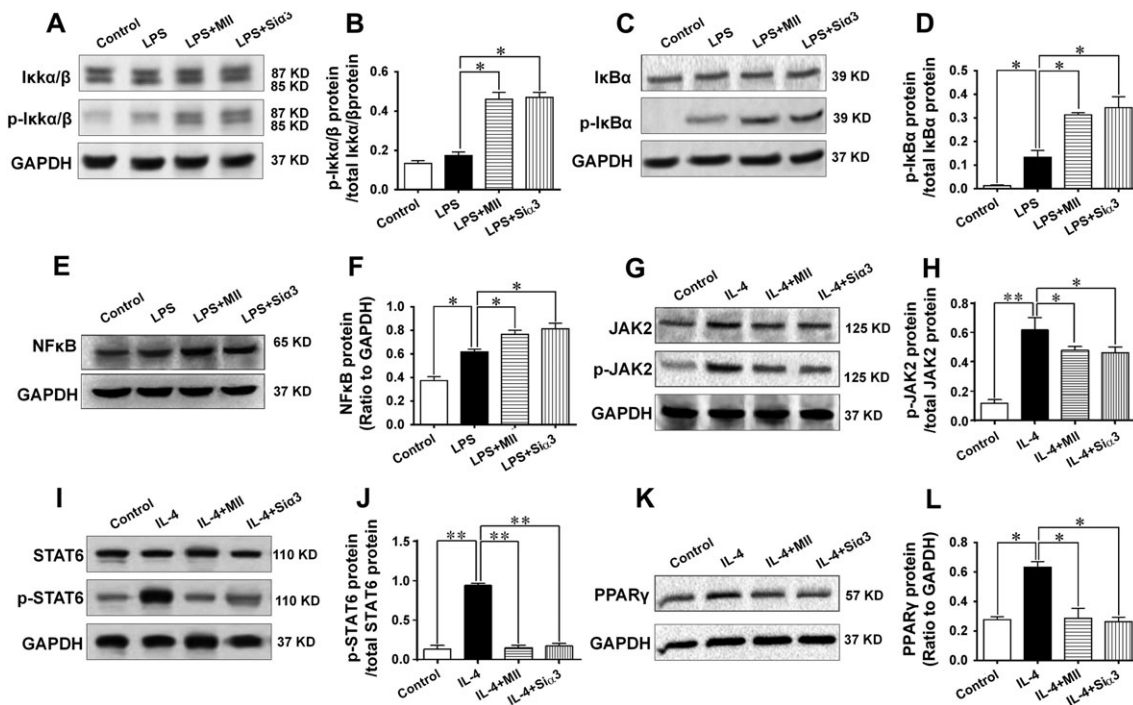 A
Control
LPS
LPS+MII
LPS+Siα3
Iκkα/β
87 KD
85 KD
p-Iκkα/β
87 KD
85 KD
GAPDH
37 KD
B
p-Iκkα/β protein
/total Iκkα/βprotein
0.6
0.4
0.2
0.0
*
*
Control
LPS
LPS+MII
LPS+Siα3
C
Control
LPS
LPS+MII
LPS+Siα3
IκBα
39 KD
p-IκBα
39 KD
GAPDH
37 KD
D
p-IκBα protein
/total IκBα protein
0.5
0.4
0.3
0.2
0.1
0.0
*
*
*
Control
LPS
LPS+MII
LPS+Siα3
E
Control
LPS
LPS+MII
LPS+Siα3
NFκB
65 KD
GAPDH
37 KD
F
NFκB protein
(Ratio to GAPDH)
1.0
0.8
0.6
0.4
0.2
0.0
*
*
*
Control
LPS
LPS+MII
LPS+Siα3
G
Control
IL-4
IL-4+MII
IL-4+Siα3
JAK2
125 KD
p-JAK2
125 KD
GAPDH
37 KD
H
p-JAK2 protein
/total JAK2 protein
0.8
0.6
0.4
0.2
0.0
**
*
*
Control
IL-4
IL-4+MII
IL-4+Siα3
I
Control
IL-4
IL-4+MII
IL-4+Siα3
STAT6
110 KD
p-STAT6
110 KD
GAPDH
37 KD
J
p-STAT6 protein
/total STAT6 protein
1.5
1.0
0.5
0.0
**
**
**
Control
IL-4
IL-4+MII
IL-4+Siα3
K
Control
IL-4
IL-4+MII
IL-4+Siα3
PPARγ
57 KD
GAPDH
37 KD
L
PPARγ protein
(Ratio to GAPDH)
0.8
0.6
0.4
0.2
0.0
*
*
*
Control
IL-4
IL-4+MII
IL-4+Siα3